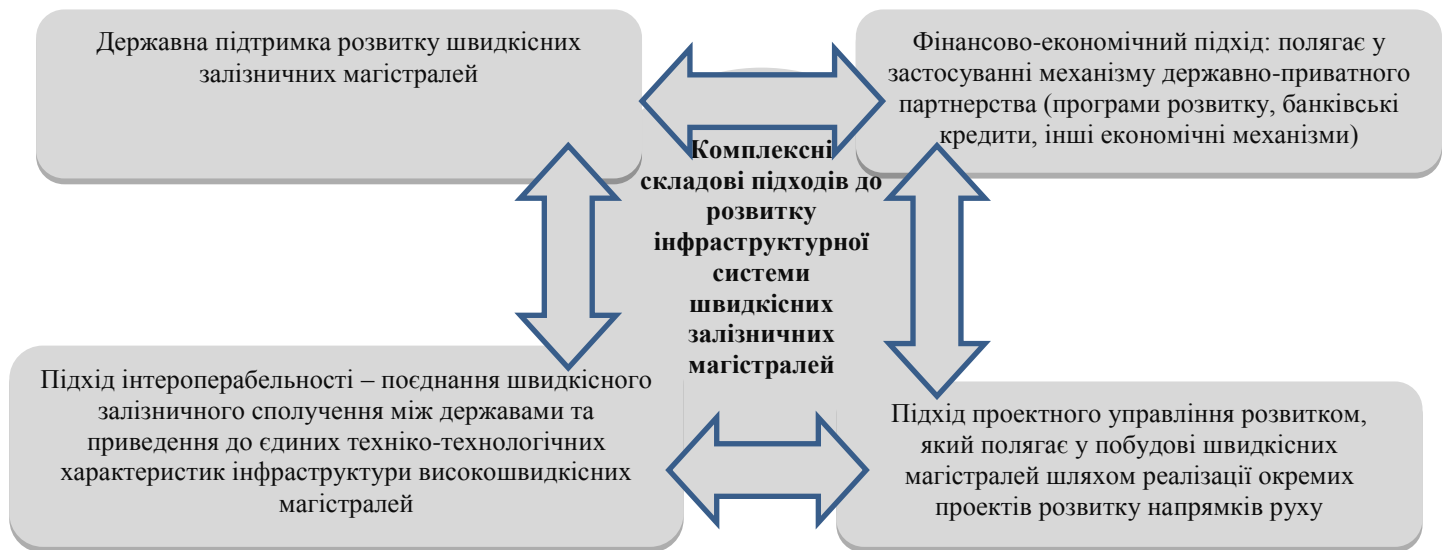 Державна підтримка розвитку швидкісних
залізничних магістралей
Фінансово-економічний підхід: полягає у
застосуванні механізму державно-приватного
партнерства (програми розвитку, банківські
кредити, інші економічні механізми)
Комплексні
складові підходів до
розвитку
інфраструктурної
системи
швидкісних
залізничних
магістралей
Підхід інтероперабельності – поєднання швидкісного
залізничного сполучення між державами та
приведення до єдиних техніко-технологічних
характеристик інфраструктури високошвидкісних
магістралей
Підхід проектного управління розвитком,
який полягає у побудові швидкісних
магістралей шляхом реалізації окремих
проектів розвитку напрямків руху